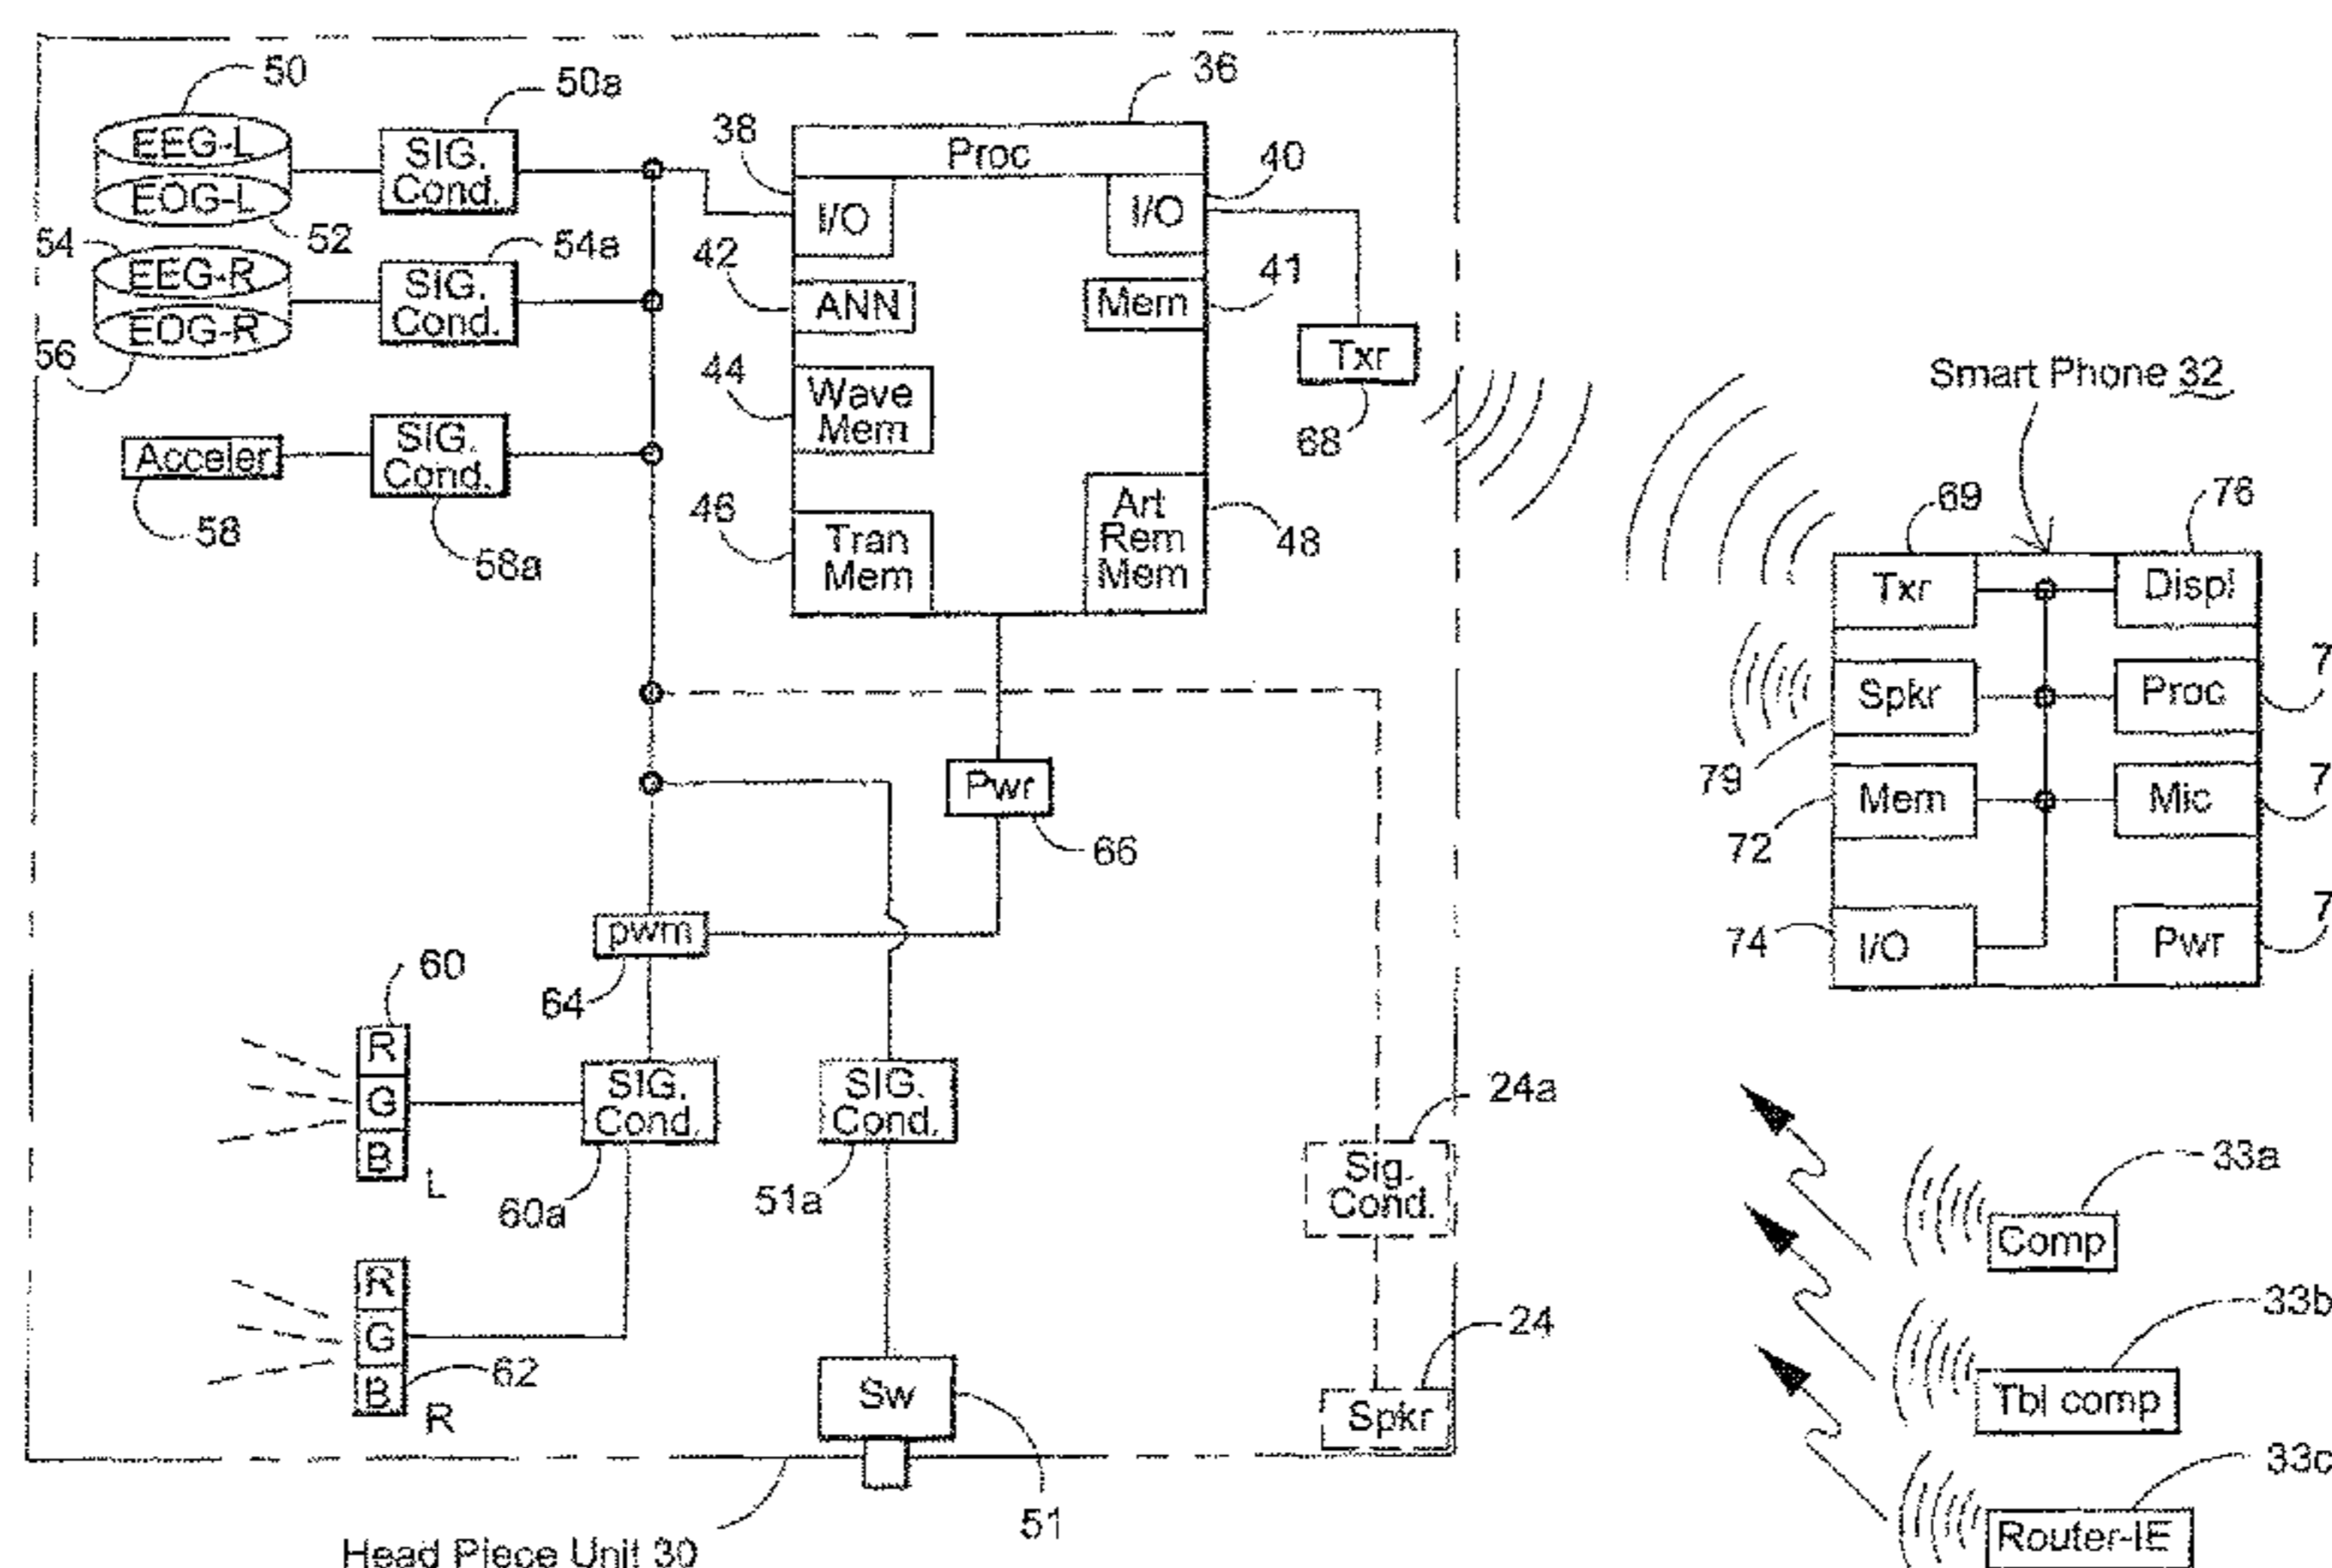 50
50a
36
EEG-L
SIG.
Cond.
38
Proc
40
EOG-L
I/O
I/O
52
54
54a
42
41
EEG-R
SIG.
Cond.
ANN
Mem
EOG-R
56
44
Wave
Mem
Txr
68
Smart Phone 32
Acceler
SIG.
Cond.
58
58a
46
Tran
Mem
Art
Rem
Mem
48
69
76
Txr
Displ
Spkr
Proc
7
79
Pwr
66
Mem
Mic
7
72
pwm
64
74
I/O
Pwr
7
60
R
G
B
L
SIG.
Cond.
60a
SIG.
Cond.
51a
24a
Sig.
Cond.
33a
Comp
R
G
B
R
62
Sw
51
24
Spkr
33b
Tbl comp
33c
Router-IE
Head Piece Unit 30